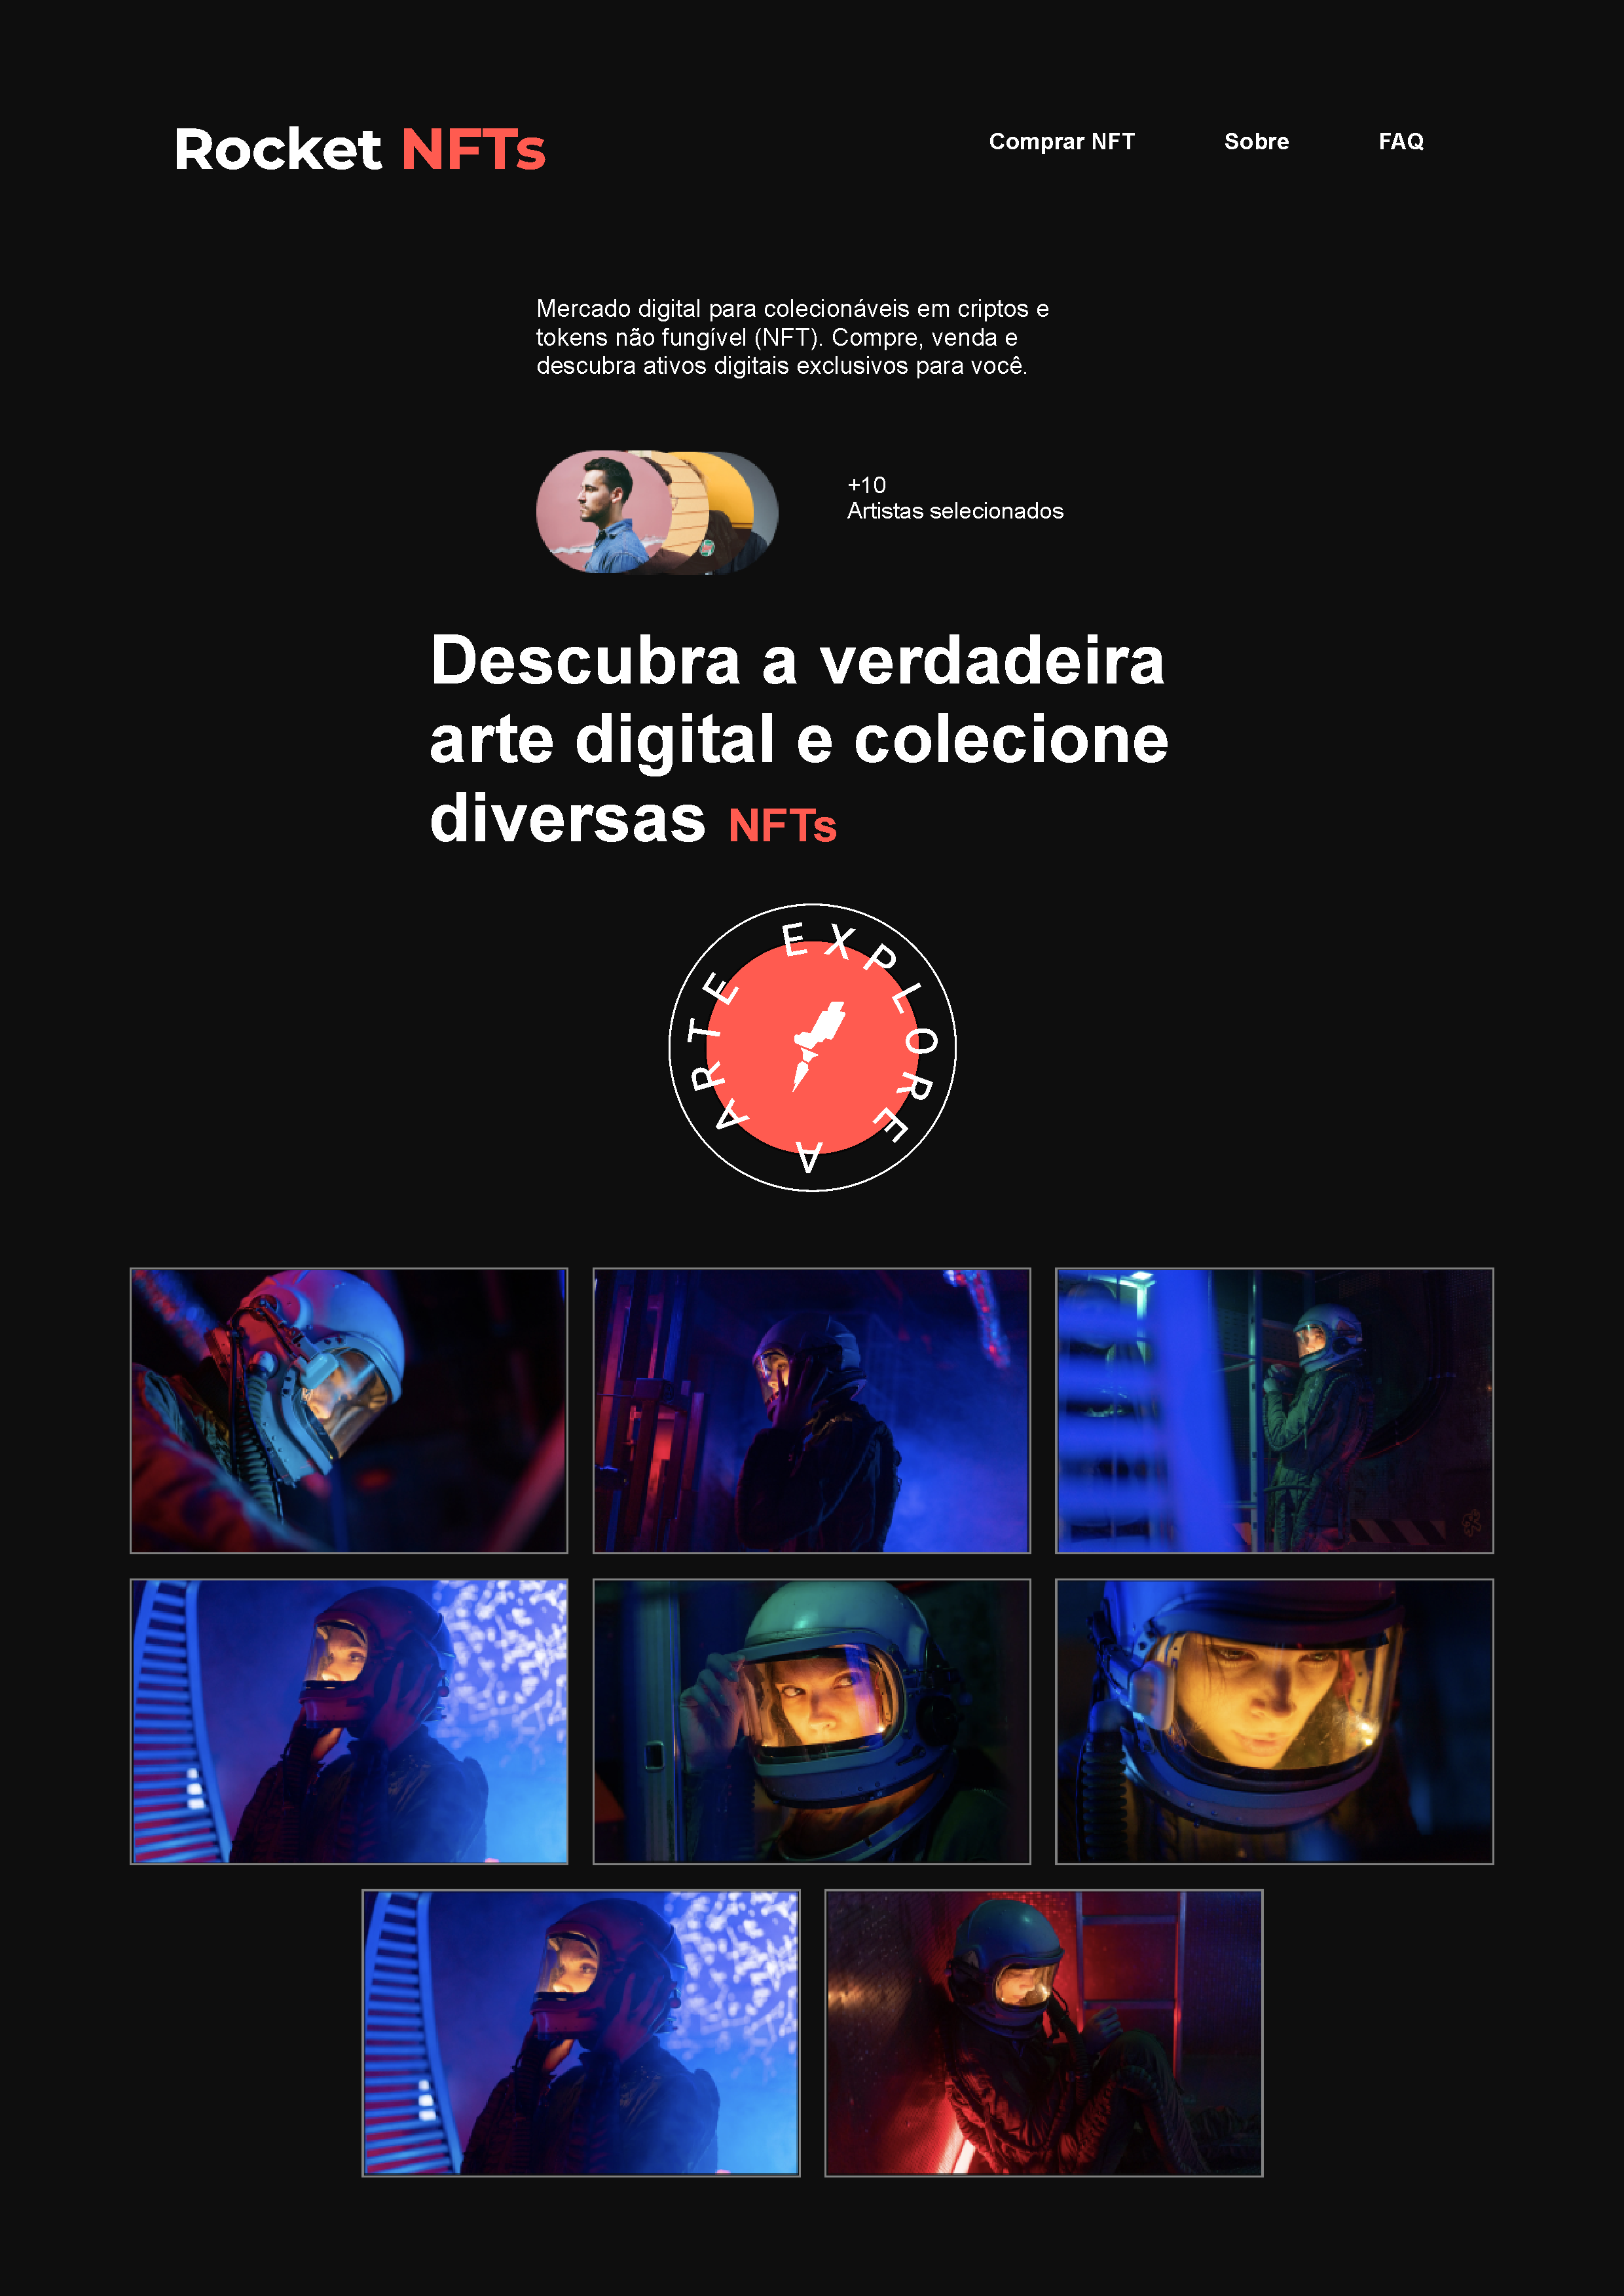 Rocket NFTs
Comprar NFT
Sobre
FAQ
Mercado digital para colecionáveis em criptos e
tokens não fungível (NFT). Compre, venda e
descubra ativos digitais exclusivos para você.
+10
Artistas selecionados
Descubra a verdadeira
arte digital e colecione
diversas NFTs
EXPLORE A ARTE